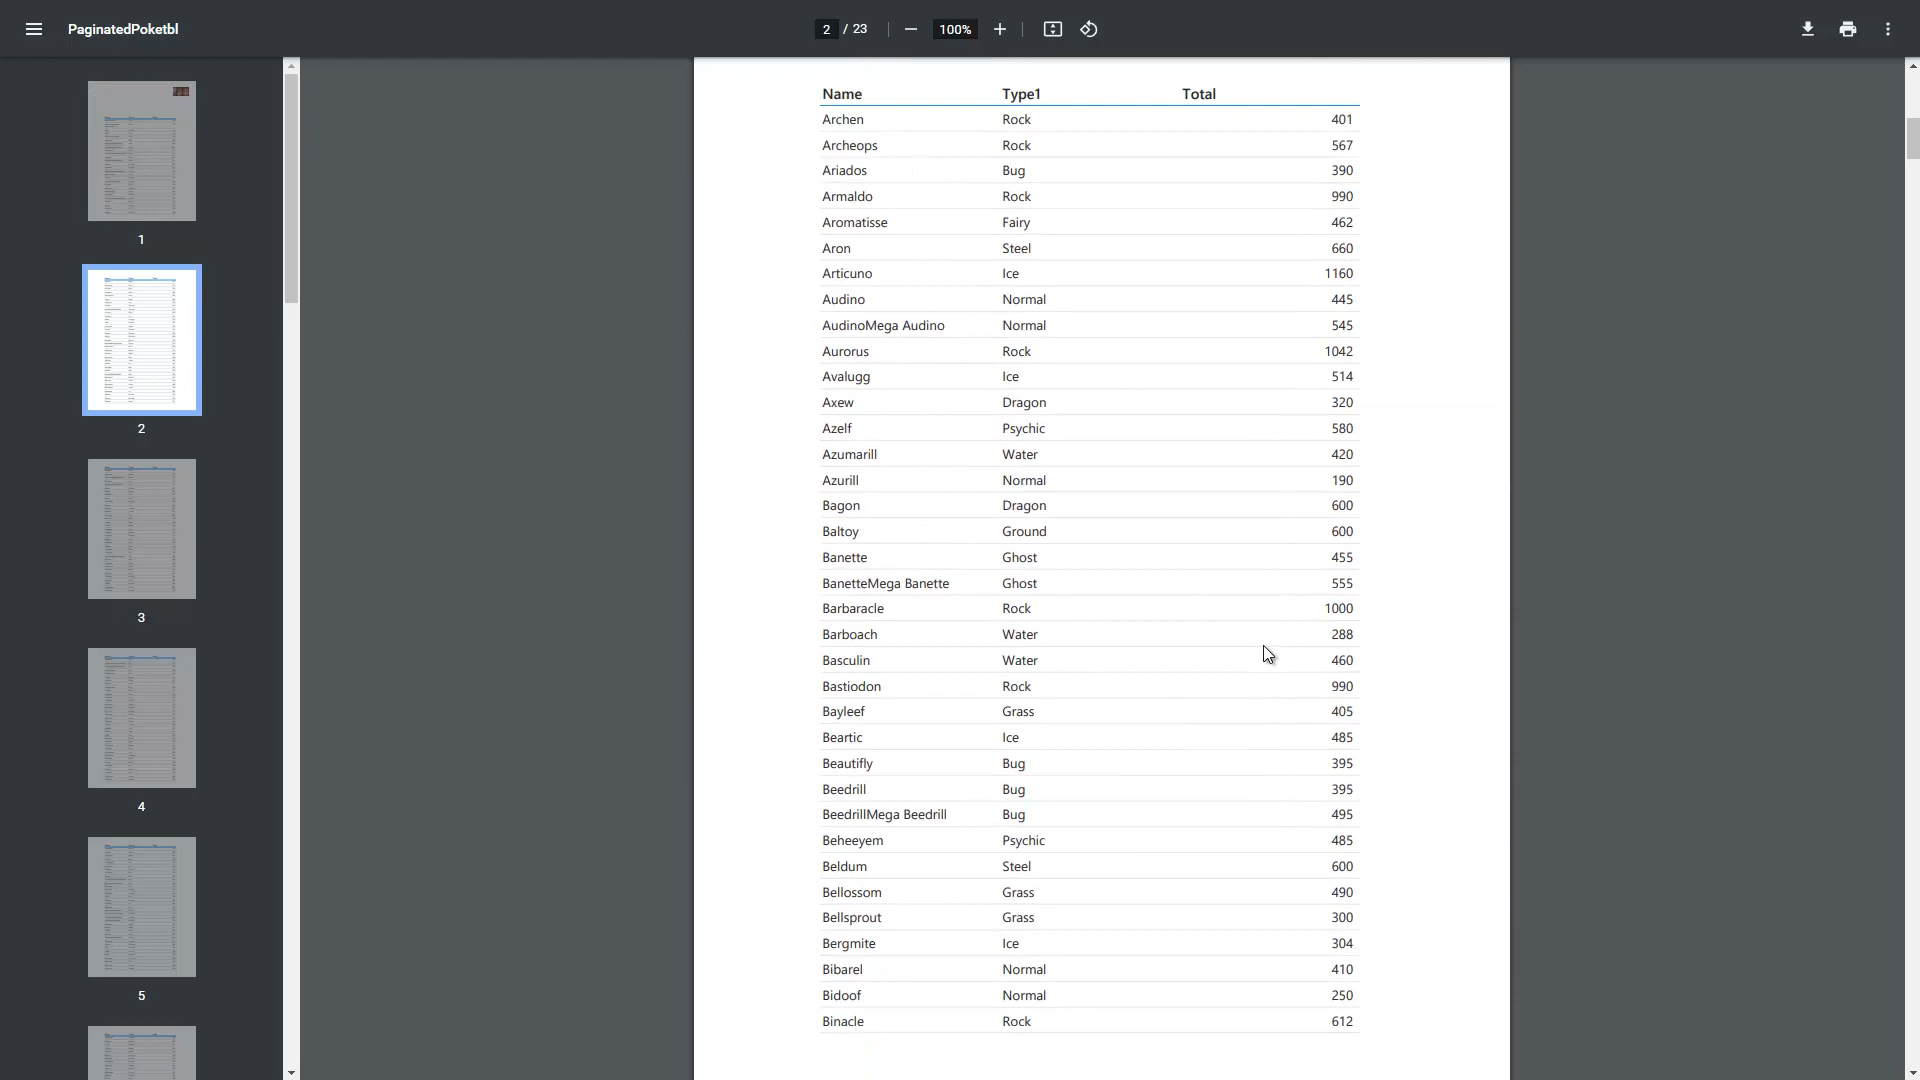 PaginatedPoketbl
2 / 23
100%
Name Type1 Total
Archen Rock 401
Archeops Rock 567
Ariados Bug 390
Armaldo Rock 990
Aromatisse Fairy 462
Aron Steel 660
Articuno Ice 1160
Audino Normal 445
AudinoMega Audino Normal 545
Aurorus Rock 1042
Avalugg Ice 514
Axew Dragon 320
Azelf Psychic 580
Azumarill Water 420
Azurill Normal 190
Bagon Dragon 600
Baltoy Ground 600
Banette Ghost 455
BanetteMega Banette Ghost 555
Barbaracle Rock 1000
Barboach Water 288
Basculin Water 460
Bastiodon Rock 990
Bayleef Grass 405
Beartic Ice 485
Beautifly Bug 395
Beedrill Bug 395
BeedrillMega Beedrill Bug 495
Beheeyem Psychic 485
Beldum Steel 600
Bellossom Grass 490
Bellsprout Grass 300
Bergmite Ice 304
Bibarel Normal 410
Bidoof Normal 250
Binacle Rock 612
1
2
3
4
5